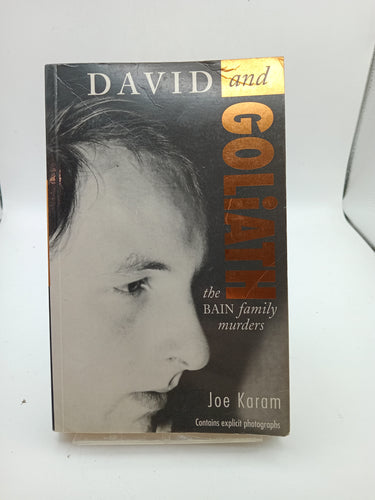 DAVID and
GOLiATH
the
BAIN family
murders
Joe Karam
Contains explicit photographs